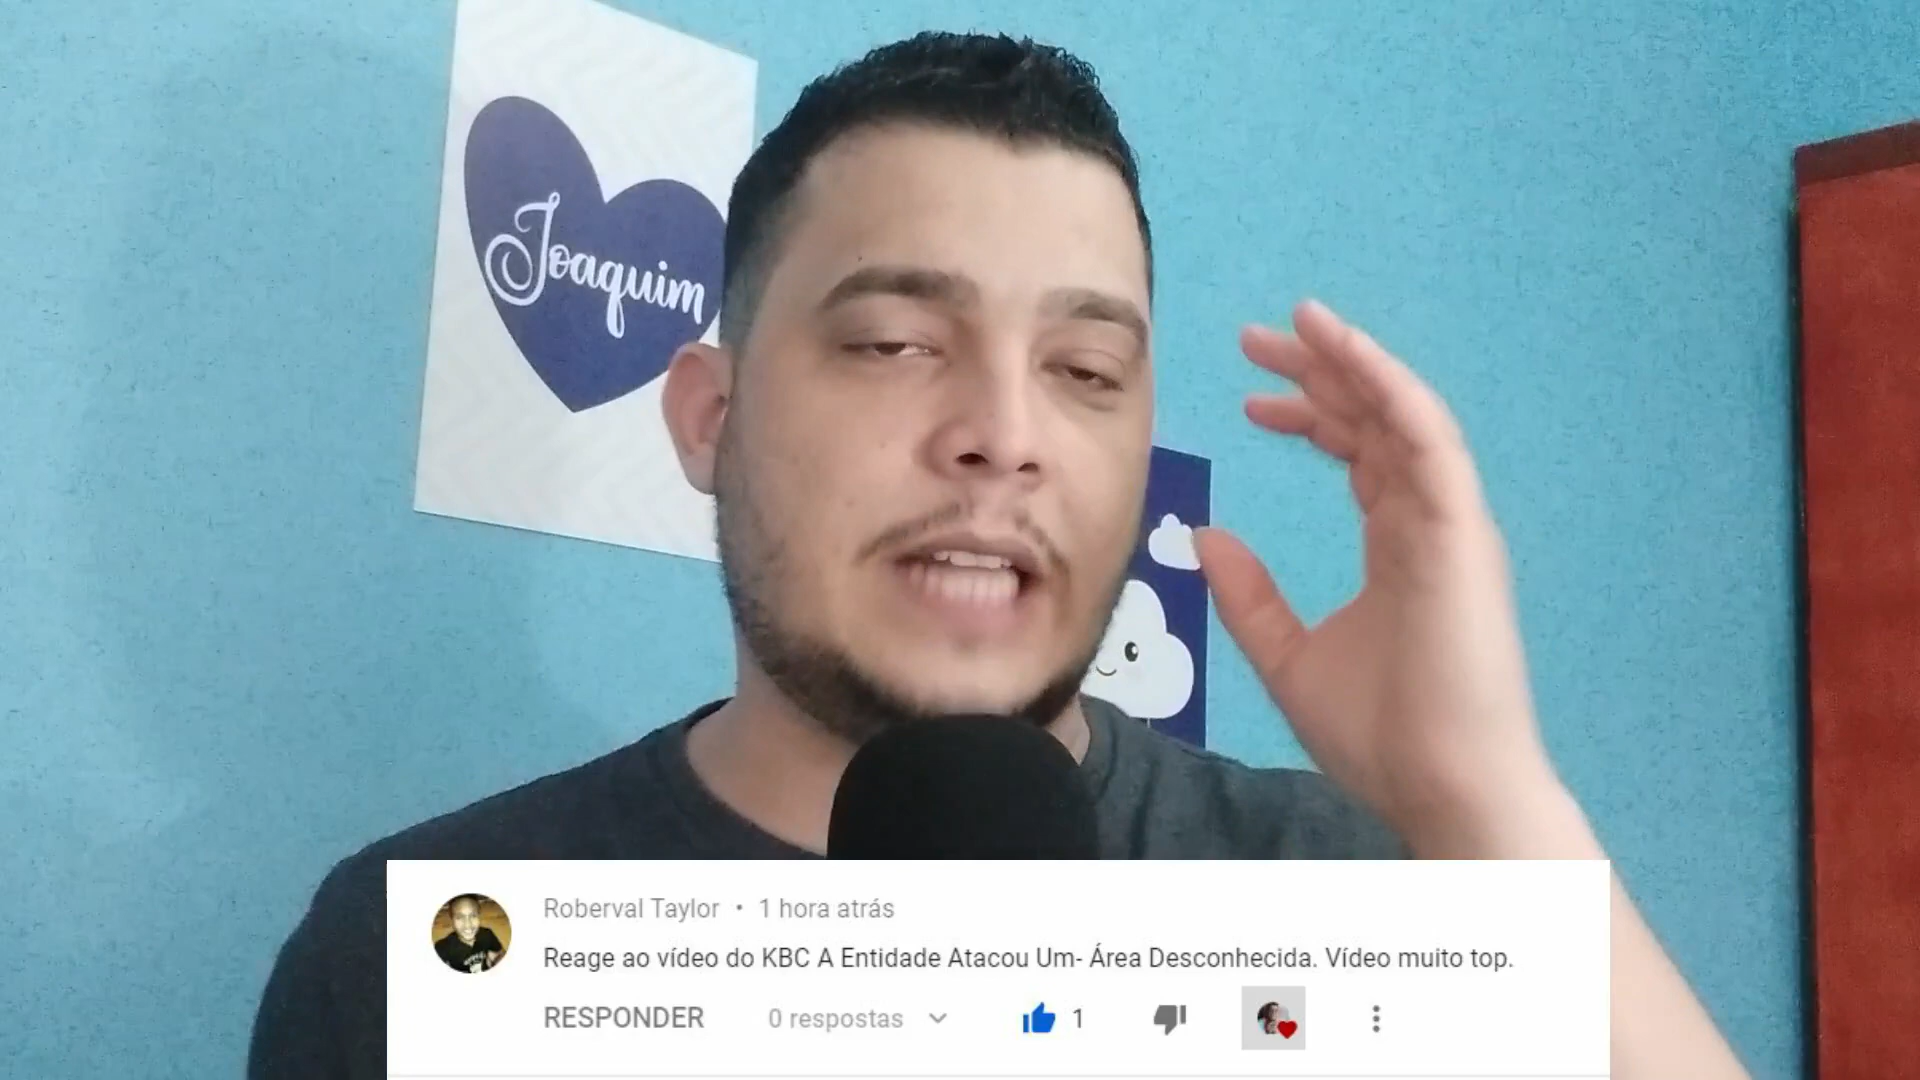 Joaquim
Roberval Taylor • 1 hora atrás
Reage ao vídeo do KBC A Entidade Atacou Um- Área Desconhecida. Vídeo muito top.
RESPONDER 0 respostas 1